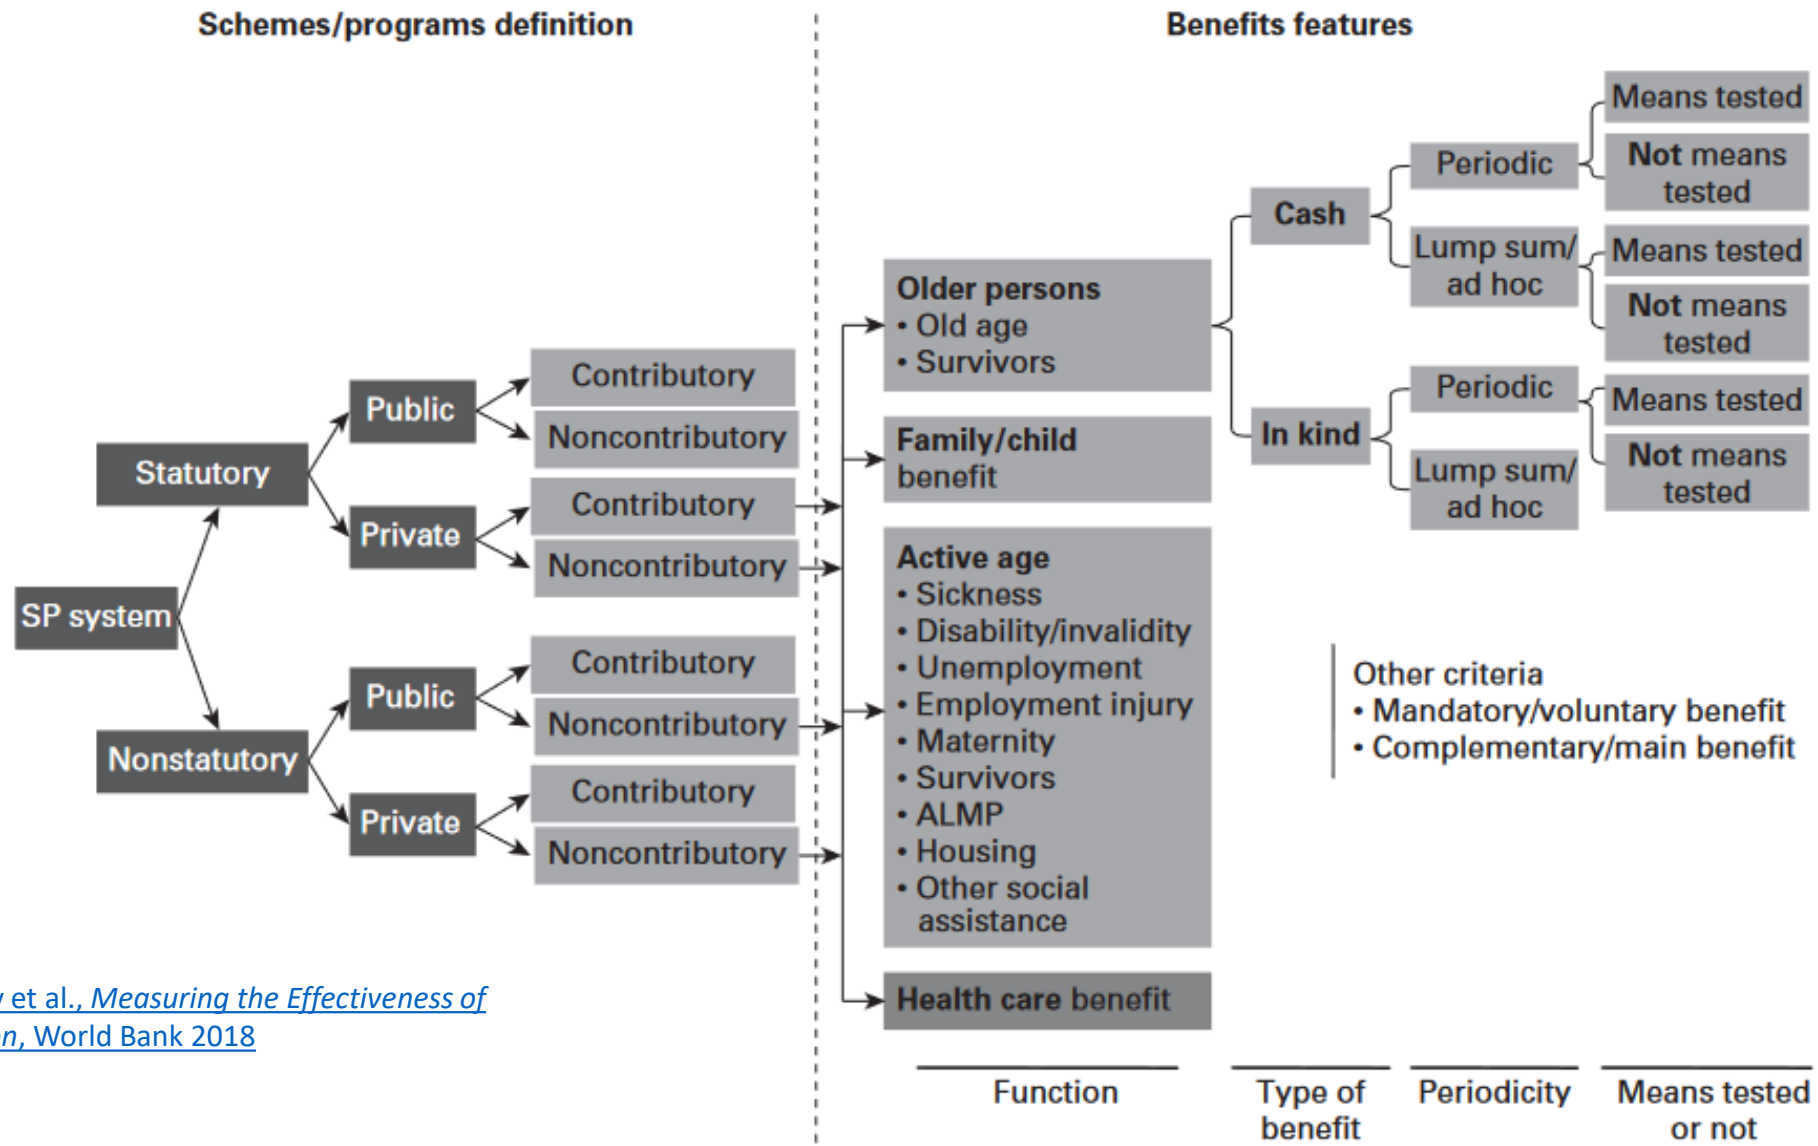 Schemes/programs definition
Benefits features
SP system
Statutory
Nonstatutory
Public
Private
Public
Private
Contributory
Noncontributory
Contributory
Noncontributory
Contributory
Noncontributory
Contributory
Noncontributory
Older persons
• Old age
• Survivors
Family/child
benefit
Active age
• Sickness
• Disability/invalidity
• Unemployment
• Employment injury
• Maternity
• Survivors
• ALMP
• Housing
• Other social
assistance
Health care benefit
Cash
In kind
Periodic
Lump sum/
ad hoc
Periodic
Lump sum/
ad hoc
Means tested
Not means
tested
Means tested
Not means
tested
Means tested
Not means
tested
Other criteria
• Mandatory/voluntary benefit
• Complementary/main benefit
et al., Measuring the Effectiveness of
, World Bank 2018
Function
Type of
benefit
Periodicity
Means tested
or not